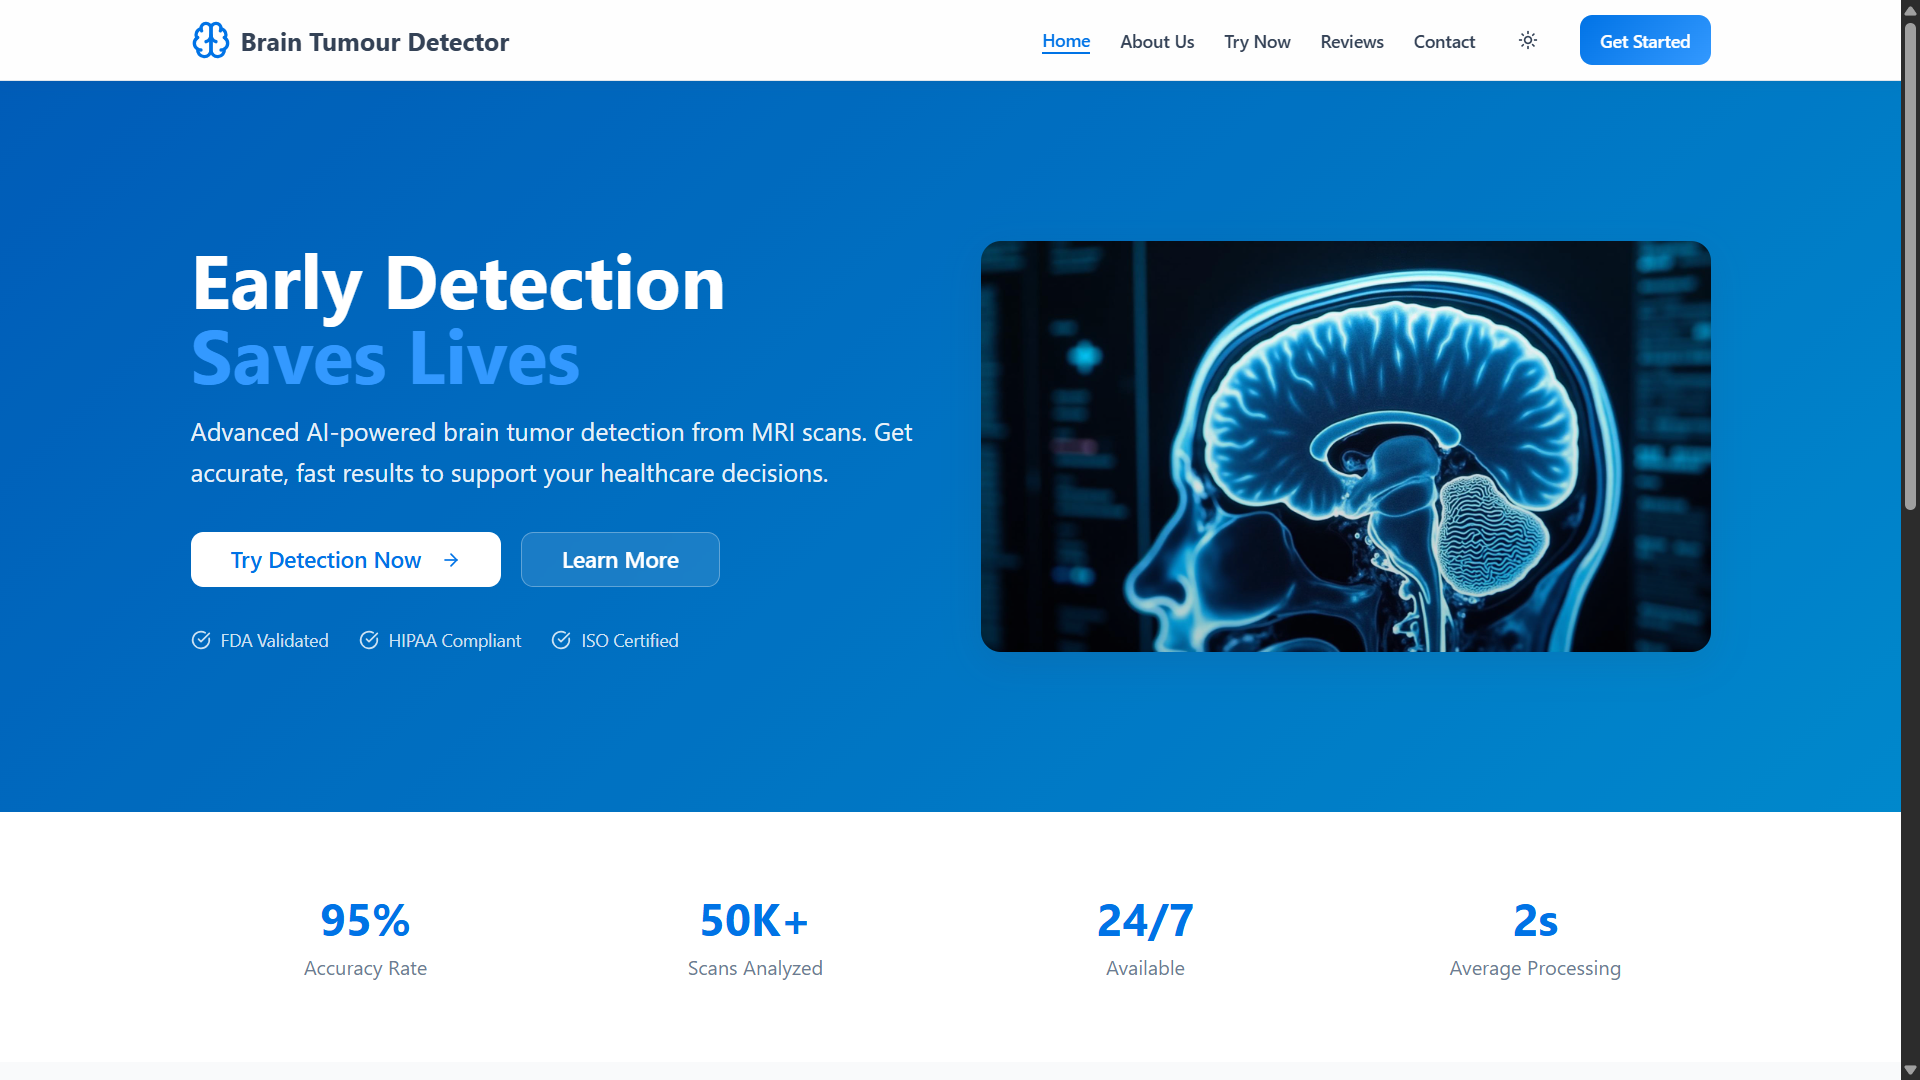 Brain Tumour Detector
Home
About Us
Try Now
Reviews
Contact
Get Started
Early Detection
Saves Lives
Advanced AI-powered brain tumor detection from MRI scans. Get
accurate, fast results to support your healthcare decisions.
Try Detection Now
Learn More
FDA Validated
HIPAA Compliant
ISO Certified
95%
Accuracy Rate
50K+
Scans Analyzed
24/7
Available
2s
Average Processing